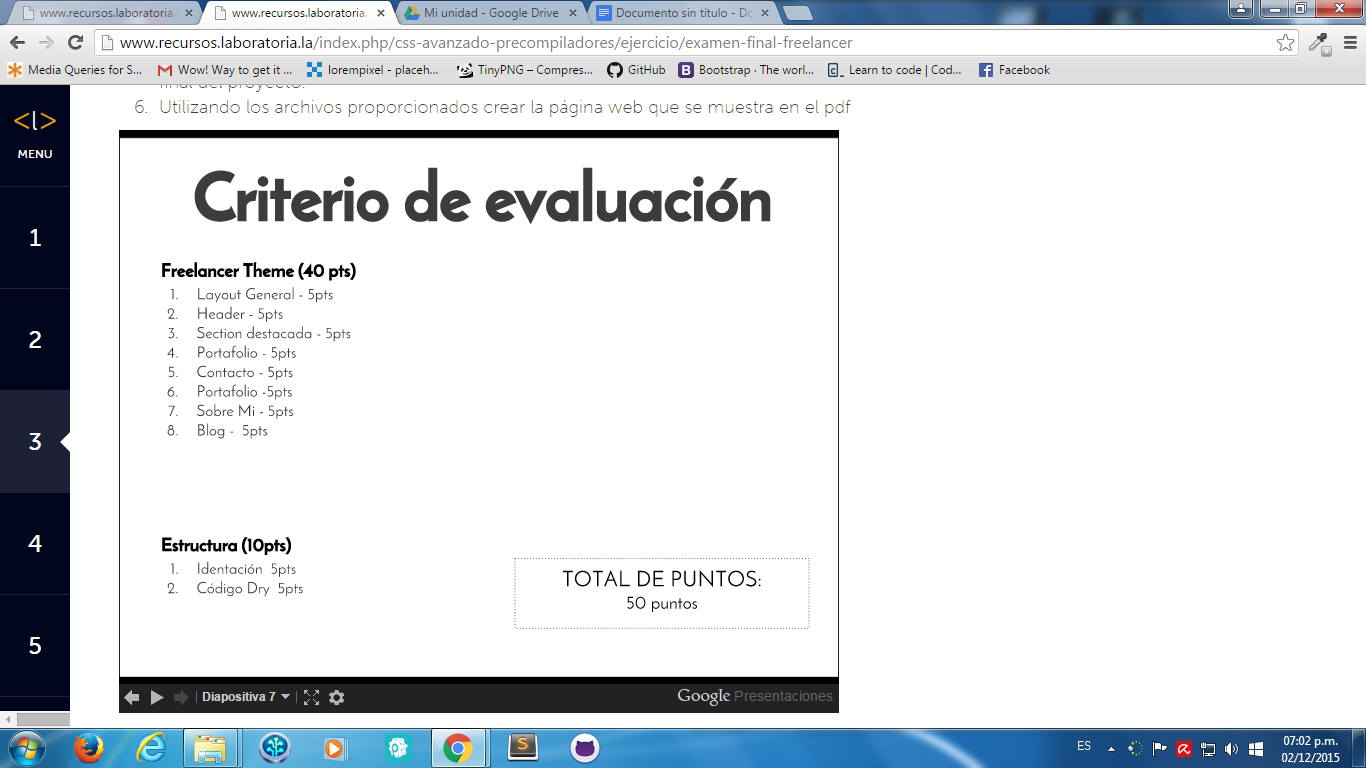 www.recursos.laboratoria.
www.recursos.laboratoria.
Mi unidad - Google Drive
Documento sin título - Do
www.recursos.laboratoria.la/index.php/css-avanzado-precompiladores/ejercicio/examen-final-freelancer
Media Queries for S...
Wow! Way to get it ...
lorempixel - placeh...
TinyPNG – Compres...
GitHub
Bootstrap · The worl...
Learn to code | Cod...
Facebook
final del proyecto.
6. Utilizando los archivos proporcionados crear la página web que se muestra en el pdf
<l>
MENU
1
2
3
4
5
Criterio de evaluación
Freelancer Theme (40 pts)
1. Layout General - 5pts
2. Header - 5pts
3. Section destacada - 5pts
4. Portafolio - 5pts
5. Contacto - 5pts
6. Portafolio -5pts
7. Sobre Mi - 5pts
8. Blog - 5pts
Estructura (10pts)
1. Identación 5pts
2. Código Dry 5pts
TOTAL DE PUNTOS:
50 puntos
Diapositiva 7
Google Presentaciones
ES
07:02 p.m.
02/12/2015